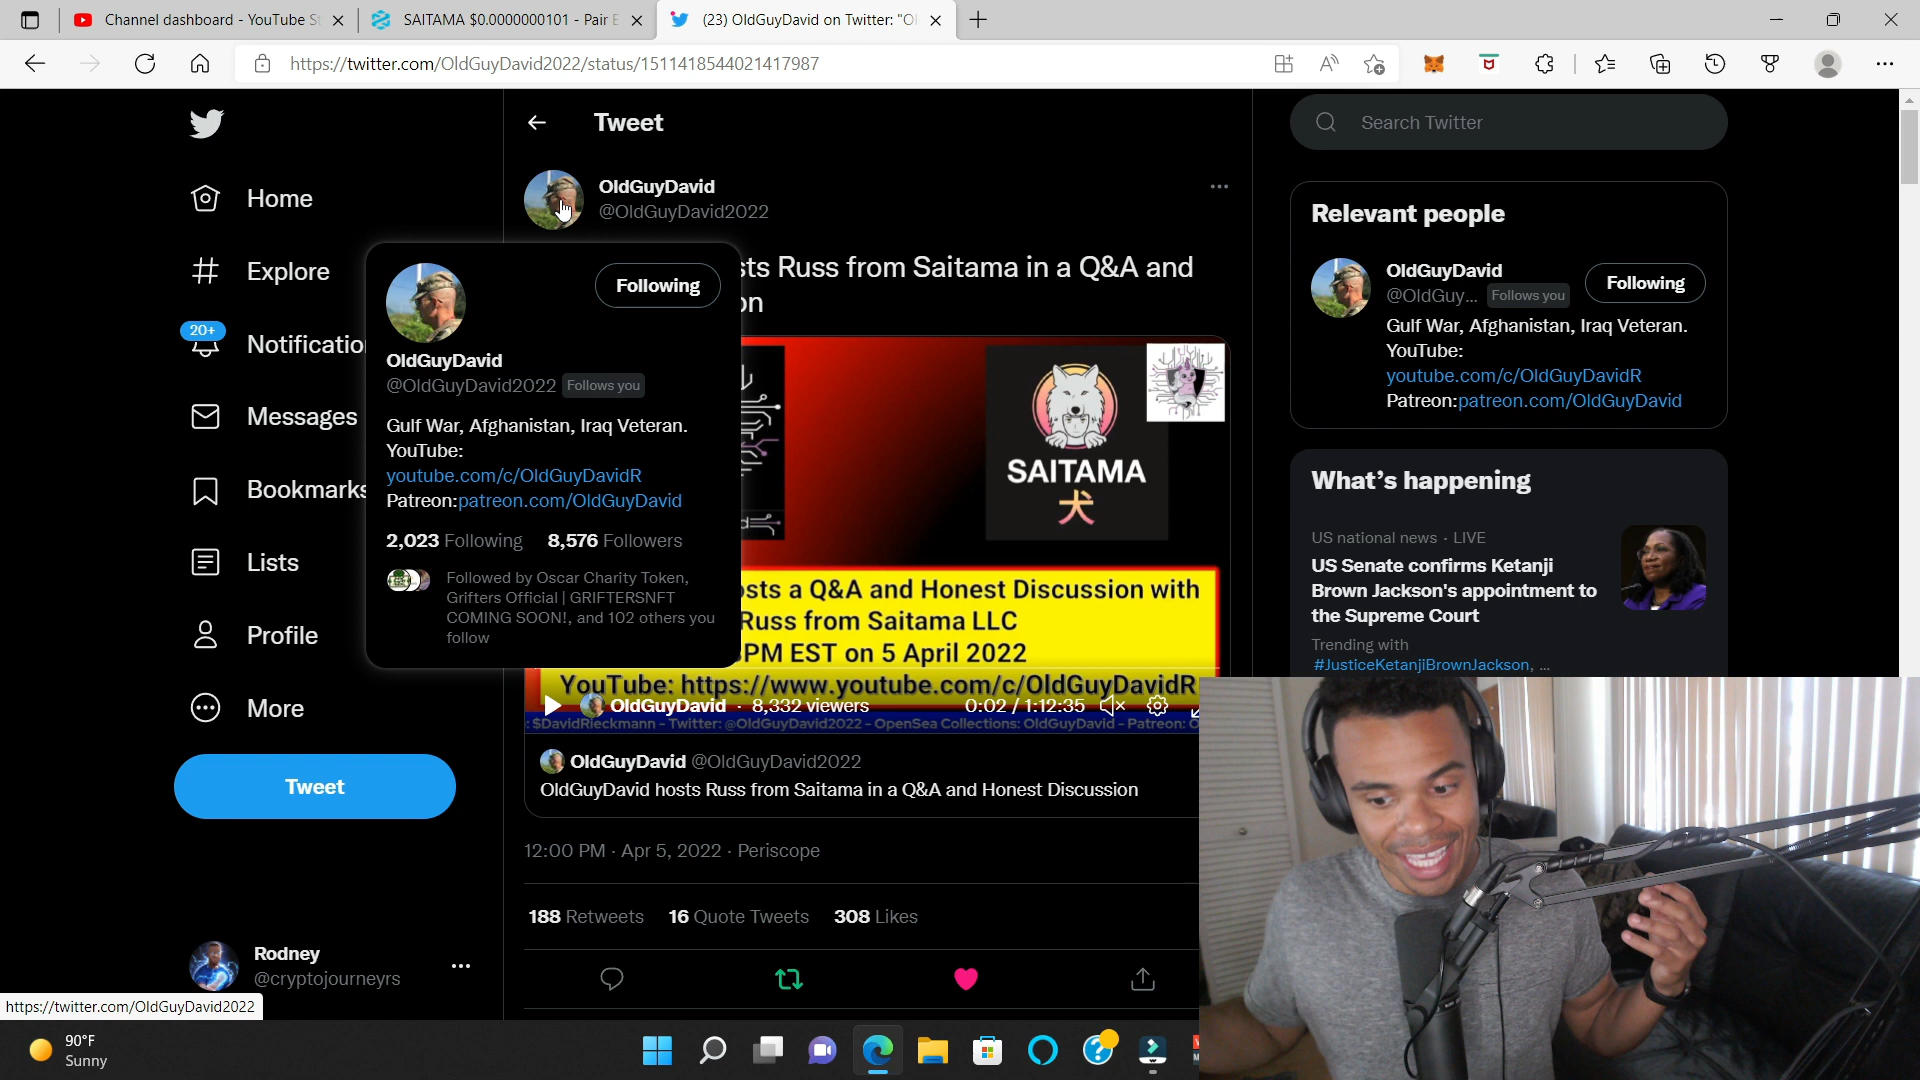 Channel dashboard - YouTube S
SAITAMA $0.0000000101 - Pair E
(23) OldGuyDavid on Twitter: "Ol
https://twitter.com/OldGuyDavid2022/status/1511418544021417987
Home
Explore
20+
Notificatio
Messages
Bookmarks
Lists
Profile
More
Tweet
Rodney
@cryptojourneyrs
https://twitter.com/OldGuyDavid2022
Tweet
OldGuyDavid
@OldGuyDavid2022
sts Russ from Saitama in a Q&A and
on
Following
OldGuyDavid
@OldGuyDavid2022 Follows you
Gulf War, Afghanistan, Iraq Veteran.
YouTube:
youtube.com/c/OldGuyDavidR
Patreon:patreon.com/OldGuyDavid
2,023 Following 8,576 Followers
Followed by Oscar Charity Token,
Grifters Official | GRIFTERSNFT
COMING SOON!, and 102 others you
follow
SAITAMA
犬
sts a Q&A and Honest Discussion with
Russ from Saitama LLC
PM EST on 5 April 2022
YouTube: https://www.youtube.com/c/OldGuyDavidR
OldGuyDavid · 8,332 viewers 0:02 / 1:12:35
: $DavidRieckmann - Twitter: @OldGuyDavid2022 - OpenSea Collections: OldGuyDavid - Patreon: O
OldGuyDavid @OldGuyDavid2022
OldGuyDavid hosts Russ from Saitama in a Q&A and Honest Discussion
12:00 PM · Apr 5, 2022 · Periscope
188 Retweets 16 Quote Tweets 308 Likes
Search Twitter
Relevant people
OldGuyDavid
@OldGuy... Follows you
Following
Gulf War, Afghanistan, Iraq Veteran.
YouTube:
youtube.com/c/OldGuyDavidR
Patreon:patreon.com/OldGuyDavid
What's happening
US national news · LIVE
US Senate confirms Ketanji
Brown Jackson's appointment to
the Supreme Court
Trending with
#JusticeKetanjiBrownJackson, ...
90°F
Sunny